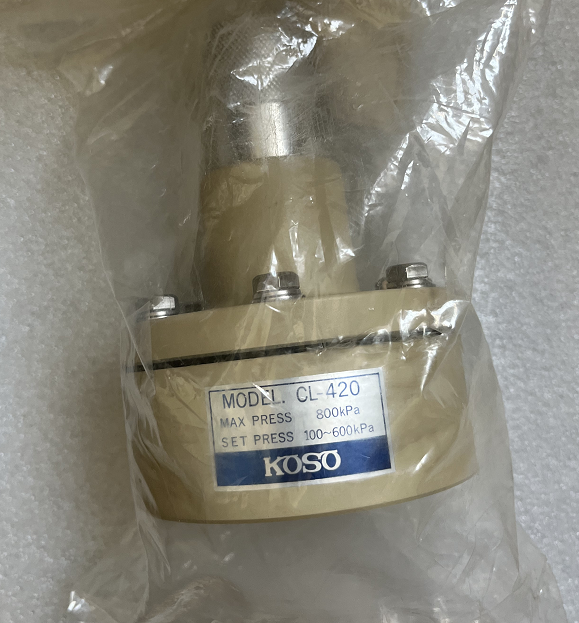 MODEL. CL-420
MAX PRESS 800kPa
SET PRESS 100~600kPa
KOSO